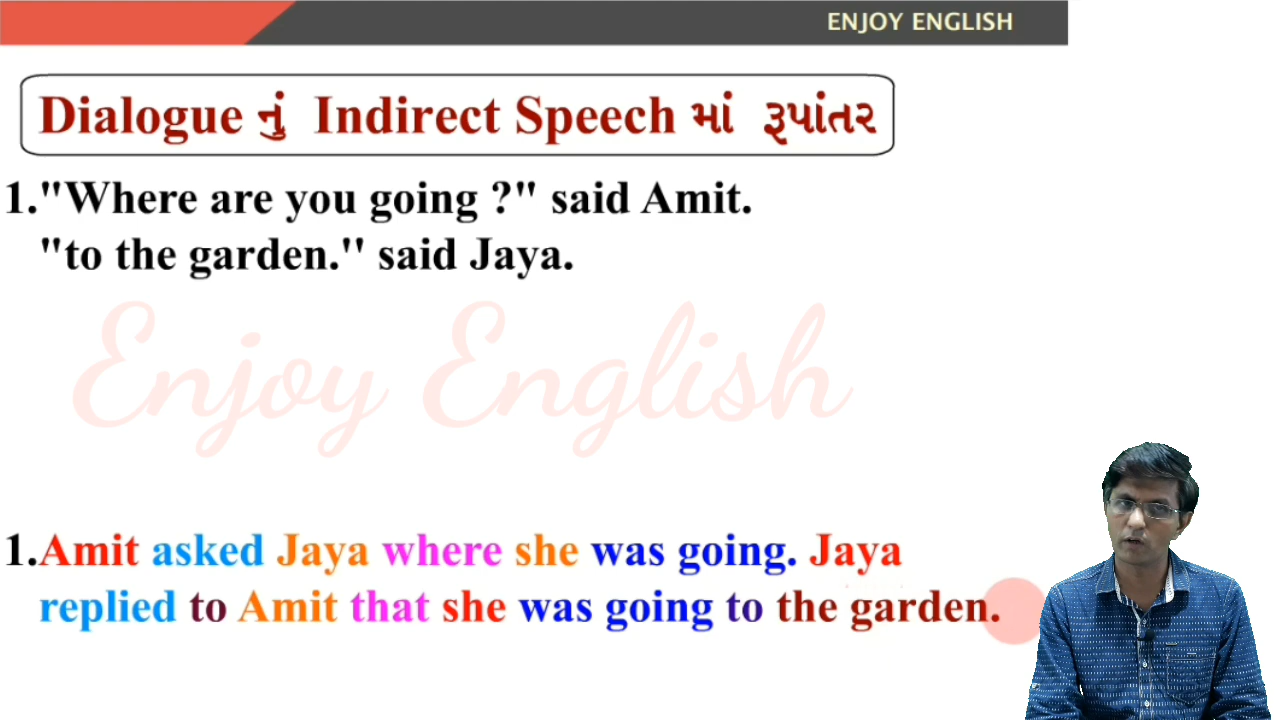 ENJOY ENGLISH
Dialogue નું Indirect Speech માં રૂપાંતર
1."Where are you going ?" said Amit.
"to the garden.'' said Jaya.
Enjoy English
1.Amit asked Jaya where she was going. Jaya
replied to Amit that she was going to the garden.